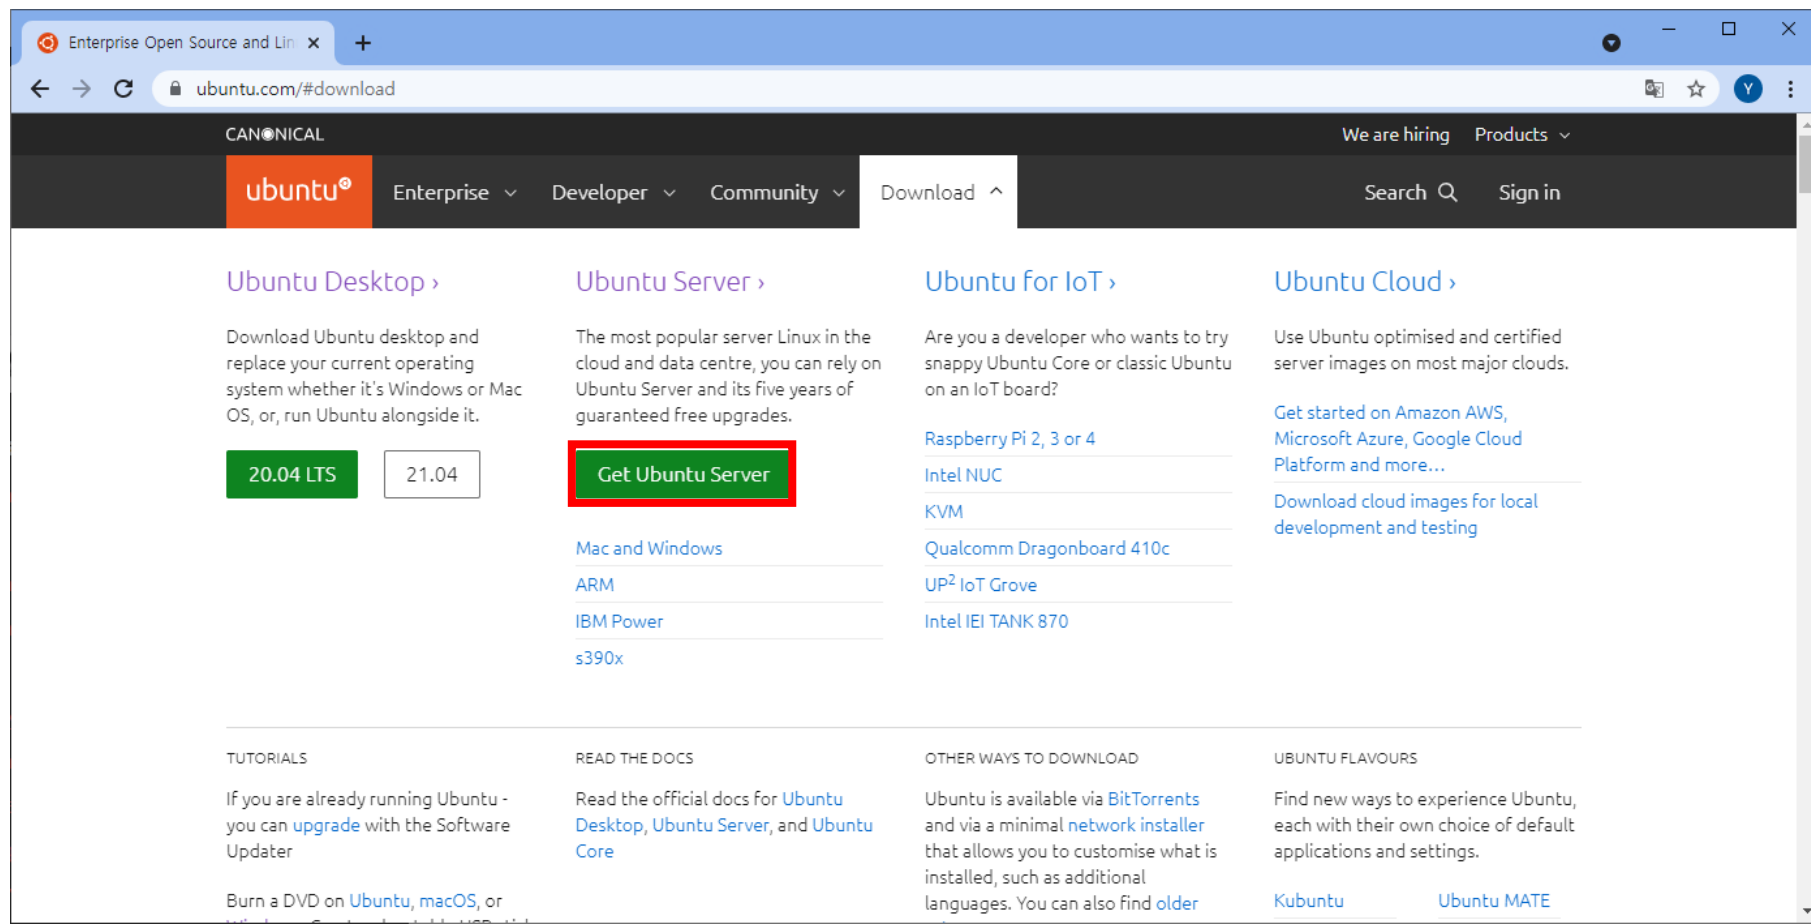 Enterprise Open Source and Lin
ubuntu.com/#download
Y
CANONICAL
We are hiring Products
ubuntu Enterprise Developer Community Download Search Sign in
Ubuntu Desktop ›
Download Ubuntu desktop and
replace your current operating
system whether it's Windows or Mac
OS, or, run Ubuntu alongside it.
20.04 LTS 21.04
Ubuntu Server ›
The most popular server Linux in the
cloud and data centre, you can rely on
Ubuntu Server and its five years of
guaranteed free upgrades.
Get Ubuntu Server
Mac and Windows
ARM
IBM Power
s390x
Ubuntu for IoT ›
Are you a developer who wants to try
snappy Ubuntu Core or classic Ubuntu
on an IoT board?
Raspberry Pi 2, 3 or 4
Intel NUC
KVM
Qualcomm Dragonboard 410c
UP² IoT Grove
Intel IEI TANK 870
Ubuntu Cloud ›
Use Ubuntu optimised and certified
server images on most major clouds.
Get started on Amazon AWS,
Microsoft Azure, Google Cloud
Platform and more...
Download cloud images for local
development and testing
TUTORIALS
If you are already running Ubuntu -
you can upgrade with the Software
Updater
Burn a DVD on Ubuntu, macOS, or
READ THE DOCS
Read the official docs for Ubuntu
Desktop, Ubuntu Server, and Ubuntu
Core
OTHER WAYS TO DOWNLOAD
Ubuntu is available via BitTorrents
and via a minimal network installer
that allows you to customise what is
installed, such as additional
languages. You can also find older
UBUNTU FLAVOURS
Find new ways to experience Ubuntu,
each with their own choice of default
applications and settings.
Kubuntu Ubuntu MATE